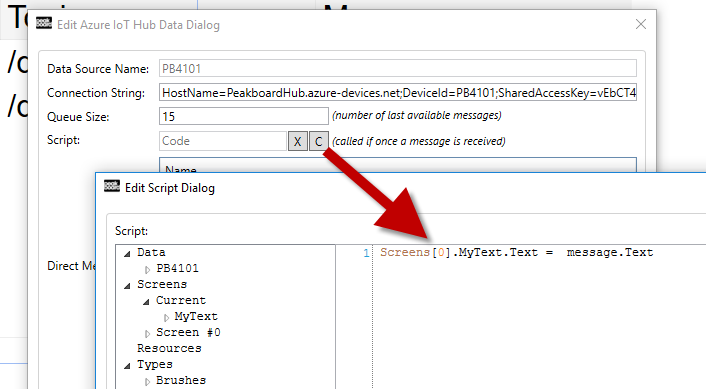 Edit Azure IoT Hub Data Dialog
Data Source Name: PB4101
Connection String: HostName=PeakboardHub.azure-devices.net;DeviceId=PB4101;SharedAccessKey=vEbCT4
Queue Size: 15 (number of last available messages)
Script: Code X C (called if once a message is received)
Name
Edit Script Dialog
Script:
Direct Me
Data
PB4101
Screens
Current
MyText
Screen #0
Resources
Types
Brushes
1 Screens[0].MyText.Text = message.Text